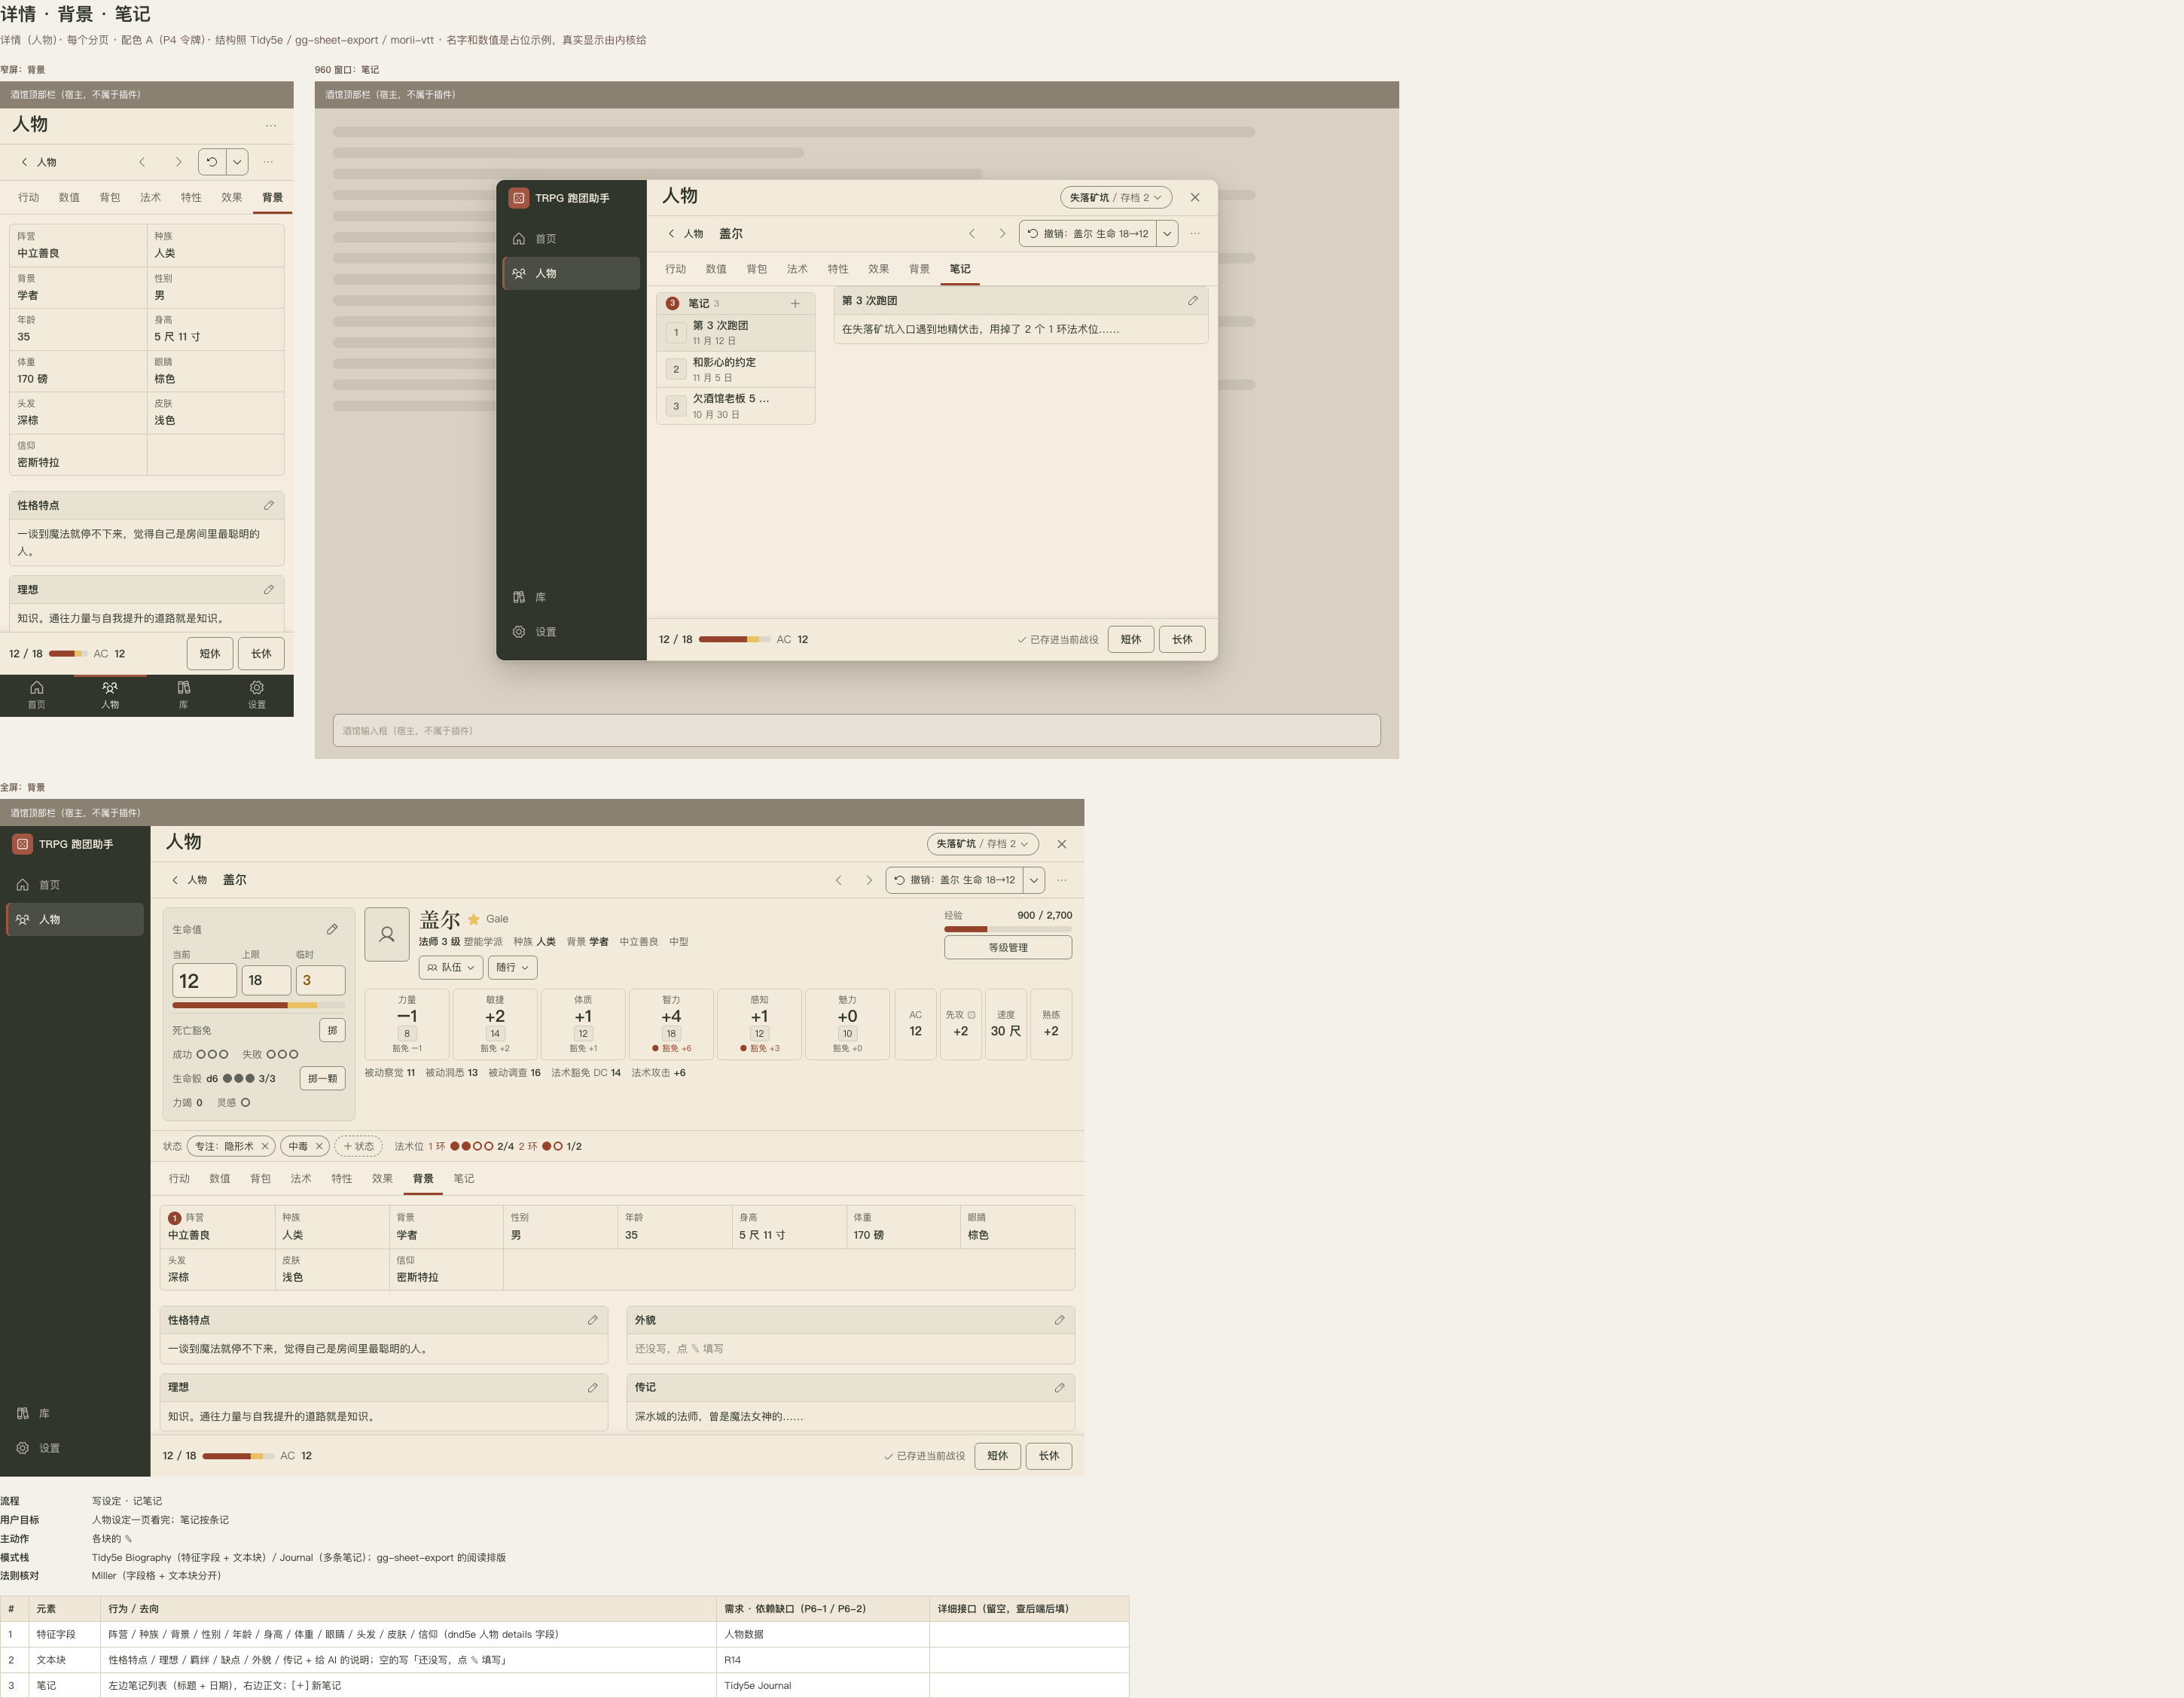 详情 · 背景 · 笔记
详情（人物）· 每个分页 · 配色 A（P4 令牌）· 结构照 Tidy5e / gg-sheet-export / morii-vtt · 名字和数值是占位示例，真实显示由内核给
窄屏：背景
酒馆顶部栏（宿主，不属于插件）
人物
···
人物
···
行动 数值 背包 法术 特性 效果 背景
阵营 种族
中立善良 人类
背景 性别
学者 男
年龄 身高
35 5 尺 11 寸
体重 眼睛
170 磅 棕色
头发 皮肤
深棕 浅色
信仰
密斯特拉
性格特点
一谈到魔法就停不下来，觉得自己是房间里最聪明的
人。
理想
知识。通往力量与自我提升的道路就是知识。
12 / 18 AC 12 短休 长休
首页 人物 库 设置
960 窗口：笔记
酒馆顶部栏（宿主，不属于插件）
TRPG 跑团助手
首页
人物
库
设置
人物
失落矿坑 / 存档 2
人物 盖尔
撤销：盖尔 生命 18→12
···
行动 数值 背包 法术 特性 效果 背景 笔记
3 笔记 3
1 第 3 次跑团
11 月 12 日
2 和影心的约定
11 月 5 日
3 欠酒馆老板 5 ...
10 月 30 日
第 3 次跑团
在失落矿坑入口遇到地精伏击，用掉了 2 个 1 环法术位……
12 / 18 AC 12 已存进当前战役 短休 长休
酒馆输入框（宿主，不属于插件）
全屏：背景
酒馆顶部栏（宿主，不属于插件）
TRPG 跑团助手
首页
人物
库
设置
人物
失落矿坑 / 存档 2
人物 盖尔
撤销：盖尔 生命 18→12
···
生命值
当前 上限 临时
12 18 3
死亡豁免 掷
成功 失败
生命骰 d6 3/3 掷一颗
力竭 0 灵感
盖尔 Gale
法师 3 级 塑能学派 种族 人类 背景 学者 中立善良 中型
队伍 随行
经验 900 / 2,700
等级管理
力量 敏捷 体质 智力 感知 魅力
−1 +2 +1 +4 +1 +0
8 14 12 18 12 10
豁免 −1 豁免 +2 豁免 +1 豁免 +6 豁免 +3 豁免 +0
AC 先攻 速度 熟练
12 +2 30 尺 +2
被动察觉 11 被动洞悉 13 被动调查 16 法术豁免 DC 14 法术攻击 +6
状态 专注：隐形术 中毒 + 状态 法术位 1 环 2/4 2 环 1/2
行动 数值 背包 法术 特性 效果 背景 笔记
1 阵营 种族 背景 性别 年龄 身高 体重 眼睛
中立善良 人类 学者 男 35 5 尺 11 寸 170 磅 棕色
头发 皮肤 信仰
深棕 浅色 密斯特拉
性格特点
一谈到魔法就停不下来，觉得自己是房间里最聪明的人。
外貌
还没写，点 ✎ 填写
理想
知识。通往力量与自我提升的道路就是知识。
传记
深水城的法师，曾是魔法女神的……
12 / 18 AC 12 已存进当前战役 短休 长休
流程 写设定 · 记笔记
用户目标 人物设定一页看完；笔记按条记
主动作 各块的 ✎
模式栈 Tidy5e Biography（特征字段 + 文本块）/ Journal（多条笔记）；gg-sheet-export 的阅读排版
法则核对 Miller（字段格 + 文本块分开）
# 元素 行为 / 去向 需求 · 依赖缺口（P6-1 / P6-2） 详细接口（留空，查后端后填）
1 特征字段 阵营 / 种族 / 背景 / 性别 / 年龄 / 身高 / 体重 / 眼睛 / 头发 / 皮肤 / 信仰（dnd5e 人物 details 字段） 人物数据
2 文本块 性格特点 / 理想 / 羁绊 / 缺点 / 外貌 / 传记 + 给 AI 的说明；空的写「还没写，点 ✎ 填写」 R14
3 笔记 左边笔记列表（标题 + 日期），右边正文；[＋] 新笔记 Tidy5e Journal